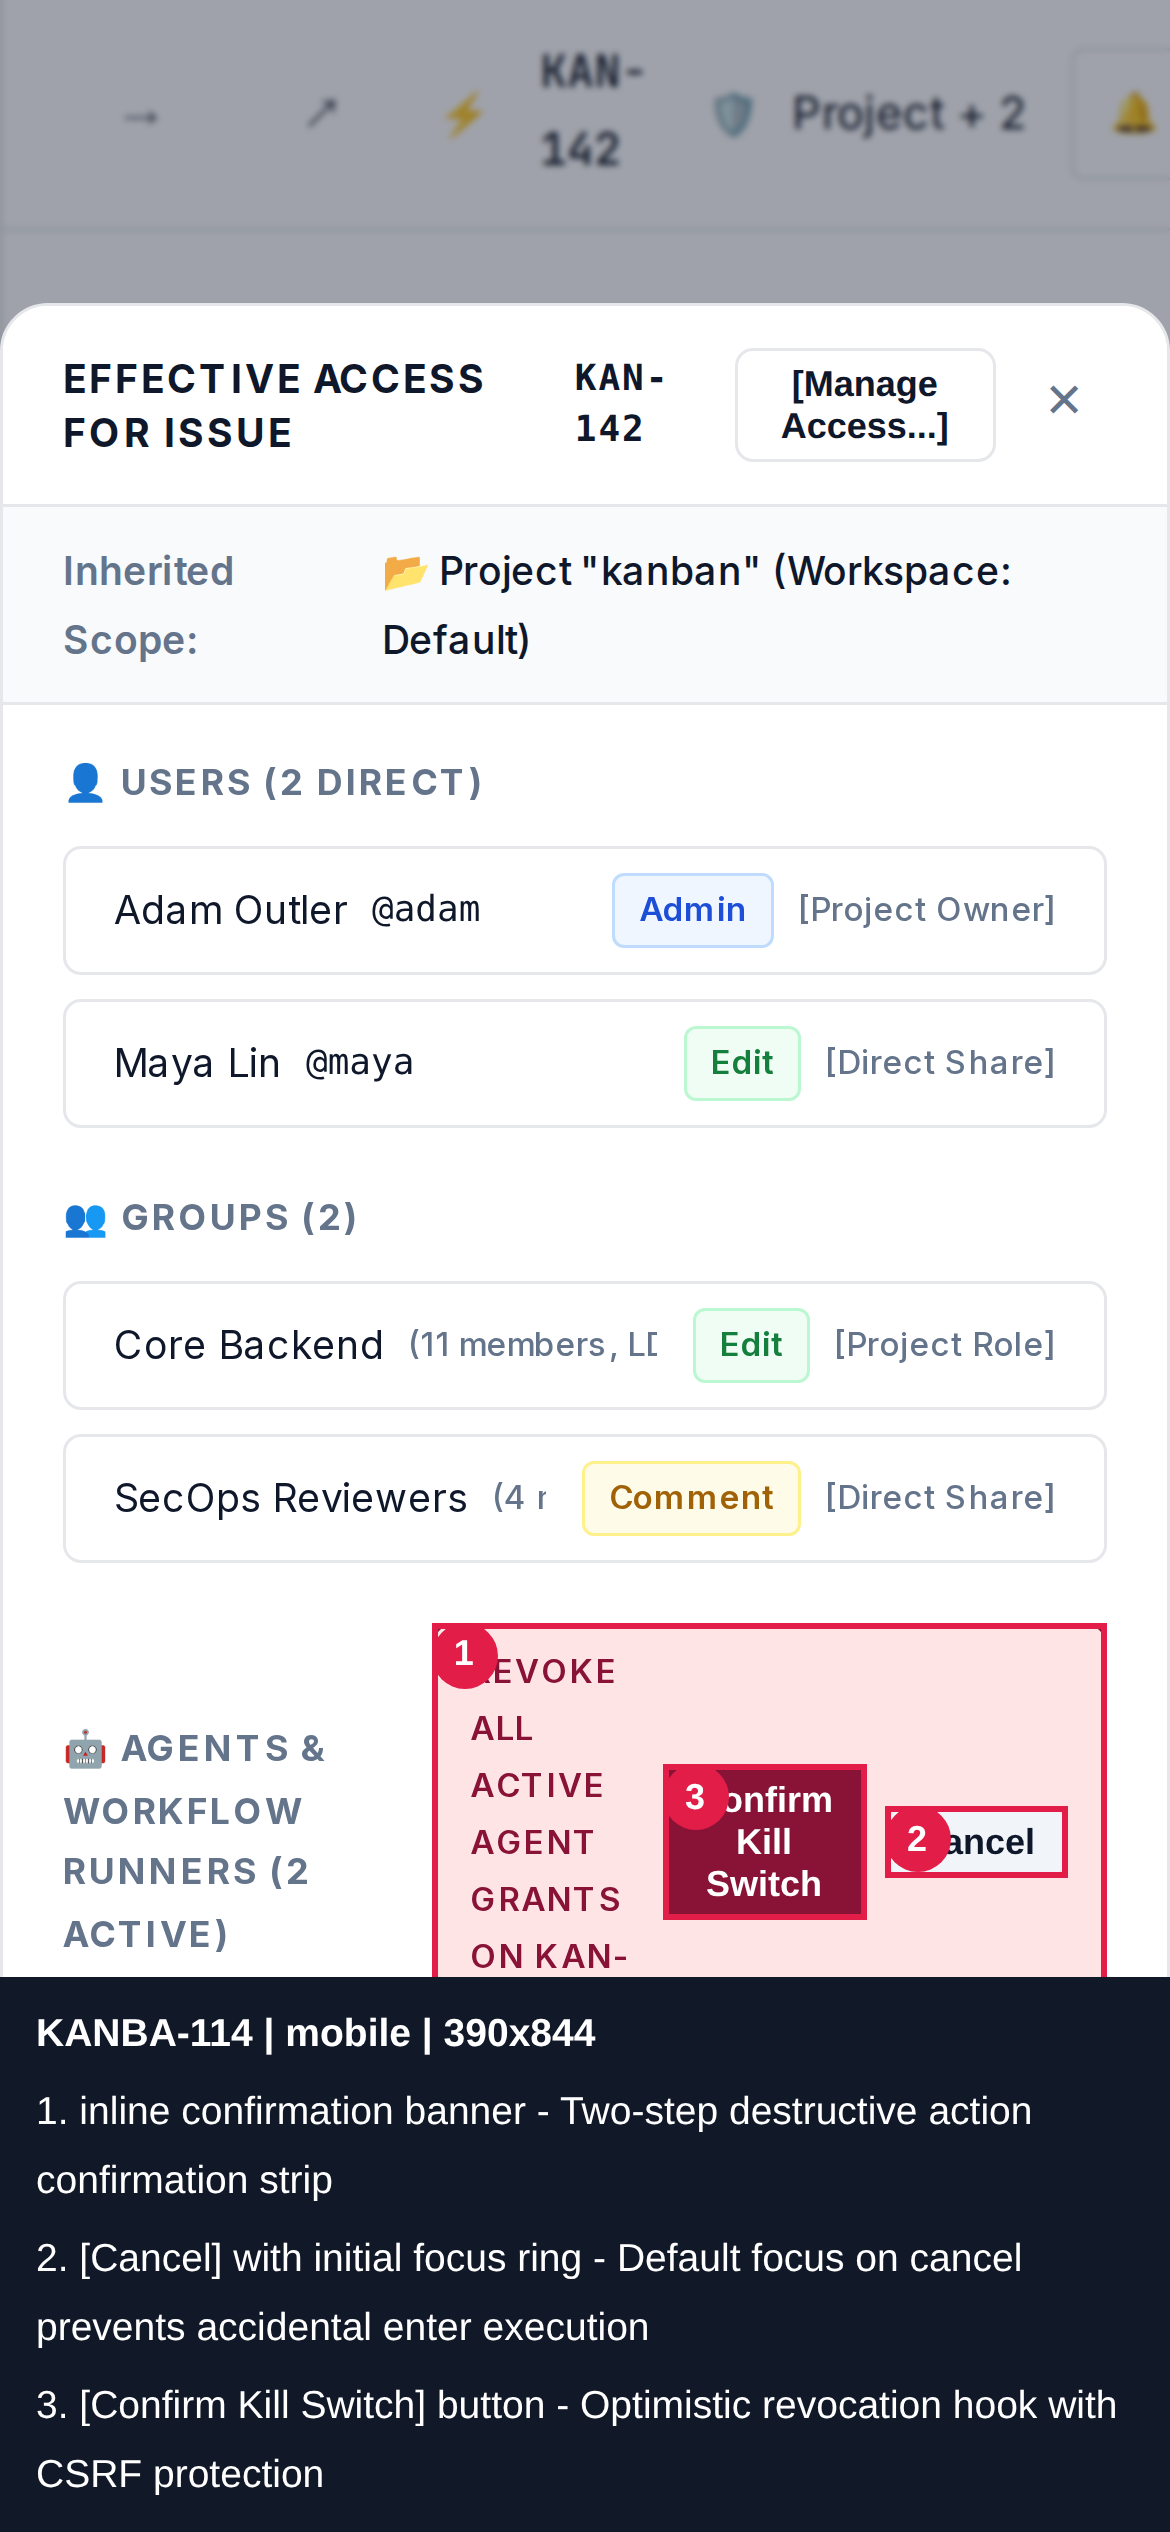 → ↗ ⚡ KAN-
142 🛡️ Project + 2 🔔
EFFECTIVE ACCESS
FOR ISSUE
KAN-
142
[Manage
Access...]
✕
Inherited
Scope:
📂 Project "kanban" (Workspace:
Default)
👤 USERS (2 DIRECT)
Adam Outler @adam Admin [Project Owner]
Maya Lin @maya Edit [Direct Share]
👥 GROUPS (2)
Core Backend (11 members, Edit [Project Role]
SecOps Reviewers (4 Comment [Direct Share]
🤖 AGENTS &
WORKFLOW
RUNNERS (2
ACTIVE)
1
EVOKE
ALL
ACTIVE
AGENT
GRANTS
ON KAN-
3
onfirm
Kill
Switch
2
ancel
KANBA-114 | mobile | 390x844
1. inline confirmation banner - Two-step destructive action
confirmation strip
2. [Cancel] with initial focus ring - Default focus on cancel
prevents accidental enter execution
3. [Confirm Kill Switch] button - Optimistic revocation hook with
CSRF protection